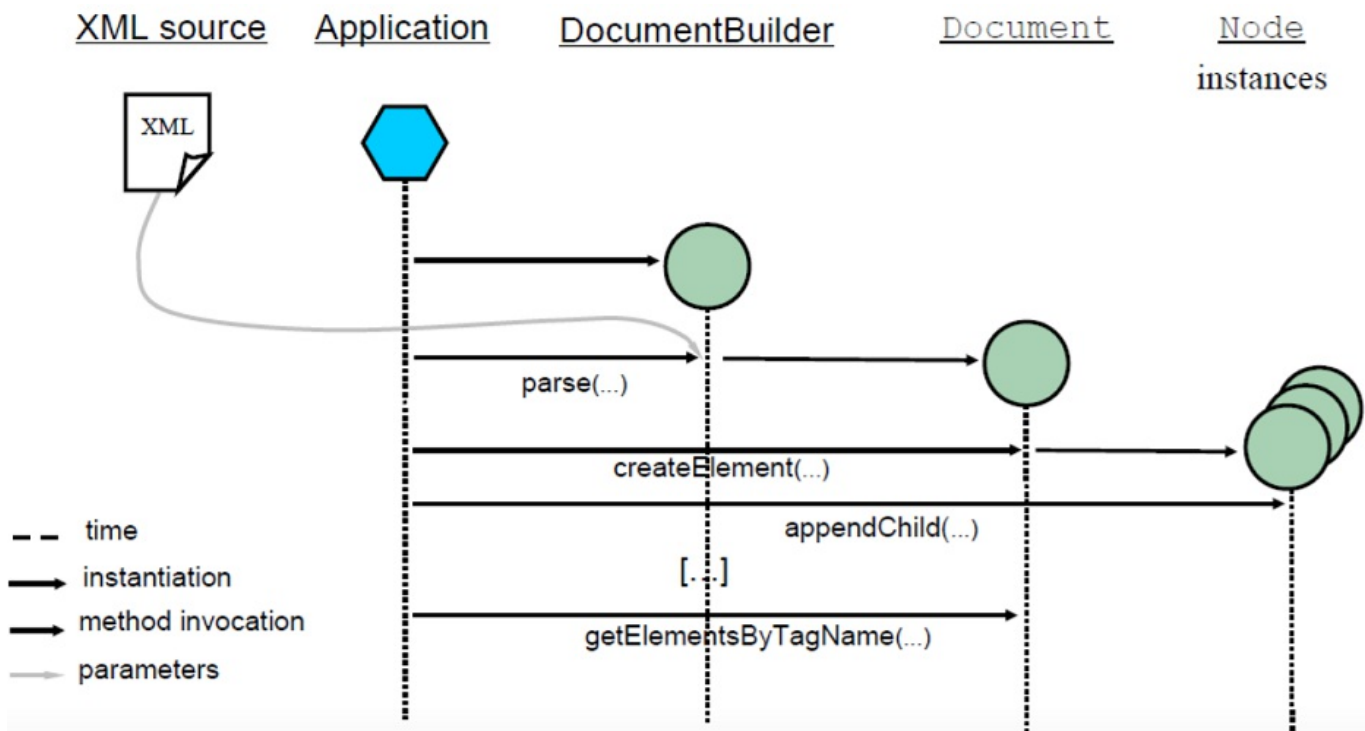 XML source
Application
DocumentBuilder
Document
Node
instances
XML
parse(...)
createElement(...)
appendChild(...)
[...]
getElementsByTagName(...)
time
instantiation
method invocation
parameters